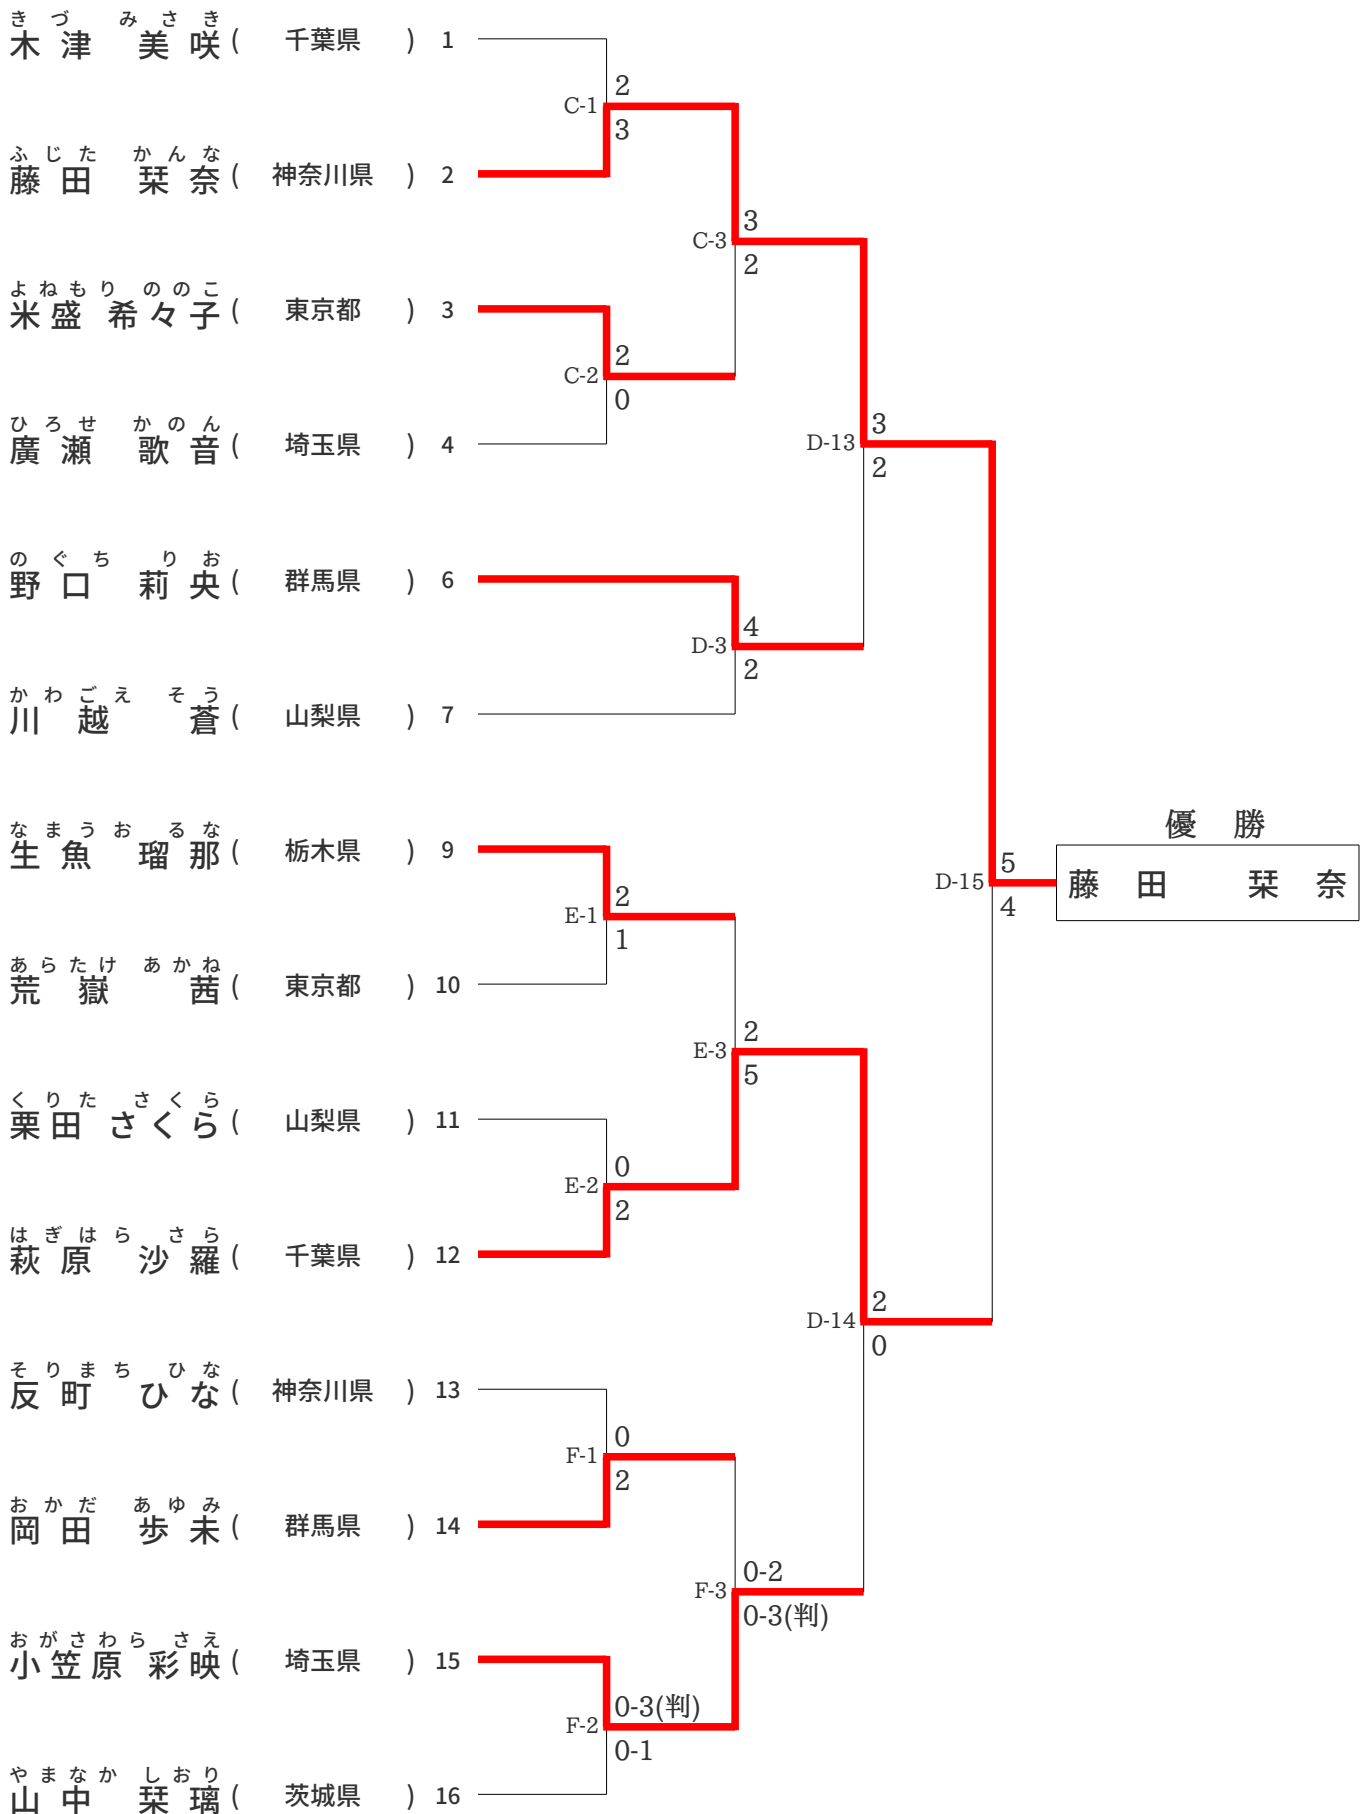 きづ みさき
木津 美咲 ( 千葉県 ) 1
2
C-1
3
ふじた かんな
藤田 栞奈 ( 神奈川県 ) 2
3
C-3
2
よねもり ののこ
米盛 希々子 ( 東京都 ) 3
2
C-2
0
ひろせ かのん
廣瀬 歌音 ( 埼玉県 ) 4
3
D-13
2
のぐち りお
野口 莉央 ( 群馬県 ) 6
4
D-3
2
かわごえ そう
川越 蒼 ( 山梨県 ) 7
なまうお るな
生魚 瑠那 ( 栃木県 ) 9
優勝
5
D-15
4
藤田 栞奈
2
E-1
1
あらたけ あかね
荒嶽 茜 ( 東京都 ) 10
2
E-3
5
くりた さくら
栗田 さくら ( 山梨県 ) 11
0
E-2
2
はぎはら さら
萩原 沙羅 ( 千葉県 ) 12
2
D-14
0
そりまち ひな
反町 ひな ( 神奈川県 ) 13
0
F-1
2
おかだ あゆみ
岡田 歩未 ( 群馬県 ) 14
0-2
F-3
0-3(判)
おがさわら さえ
小笠原 彩映 ( 埼玉県 ) 15
0-3(判)
F-2
0-1
やまなか しおり
山中 栞璃 ( 茨城県 ) 16